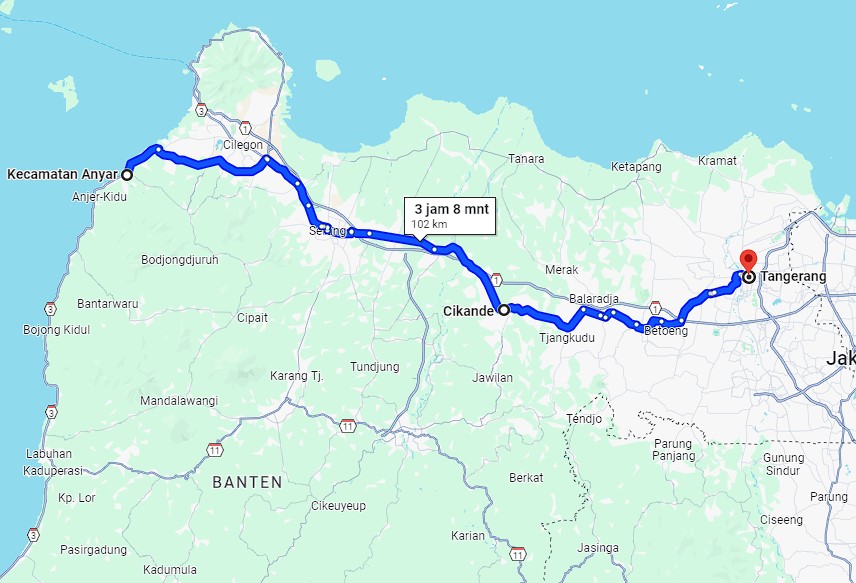 3
1
Cilegon
Tanara
Ketapang
Kramat
Kecamatan Anyar
Anjer-Kidu
3 jam 8 mnt
102 km
Serang
Bodjongdjuruh
Merak
1
Tangerang
Bantarwaru
Balaradja
3
Cikande
1
Cipait
Bojong Kidul
Tjangkudu
Betoeng
Jak
Tundjung
Karang Tj.
Jawilan
Mandalawangi
3
11
Tendjo
11
Parung
Panjang
Labuhan
Kaduperasi
Gunung
Sindur
BANTEN
Berkat
Kp. Lor
Parung
Cikeuyeup
Ciseeng
3
Karian
Pasirgadung
11
Jasinga
Kadumula